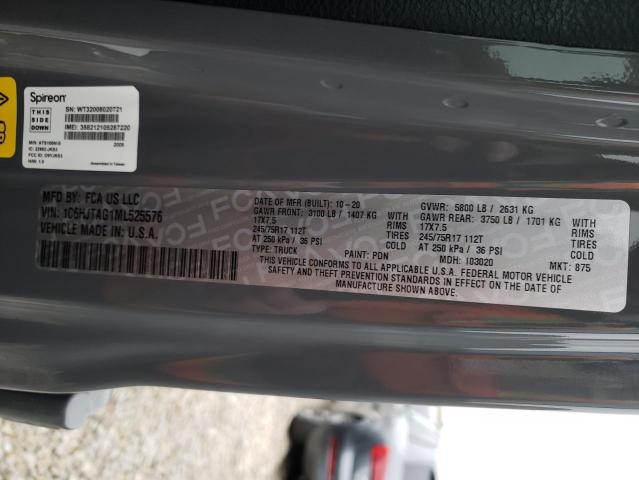 Spireon
THIS
SIDE
DOWN
SN: WT32008020721
IMEI: 358212105287220
2009
Assembled in Taiwan
MFD BY: FCA US LLC
VIN: 1C6HJTAG1ML525576
VEHICLE MADE IN: U.S.A.
DATE OF MFR (BUILT): 10-20
GAWR FRONT: 3100 LB / 1407 KG
17X7.5 RIMS
245/75R17 112T TIRES
AT 250 kPa / 36 PSI COLD
TYPE: TRUCK PAINT: PDN
GVWR: 5800 LB / 2631 KG
GAWR REAR: 3750 LB / 1701 KG
17X7.5 RIMS
245/75R17 112T TIRES
AT 250 kPa / 36 PSI COLD
MDH: 103020 MKT: 875
THIS VEHICLE CONFORMS TO ALL APPLICABLE U.S.A. FEDERAL MOTOR VEHICLE
SAFETY AND THEFT PREVENTION STANDARDS IN EFFECT ON THE DATE OF
MANUFACTURE SHOWN ABOVE.